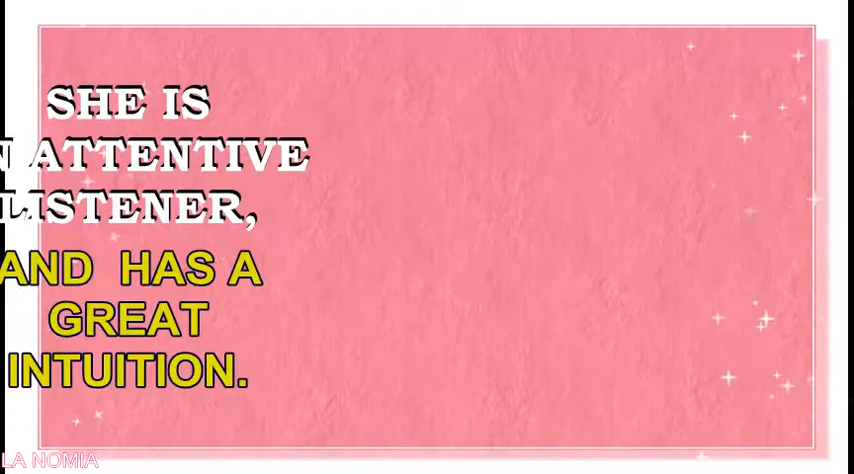 SHE IS
N ATTENTIVE
LISTENER,
AND HAS A
GREAT
INTUITION.
LA NOMIA